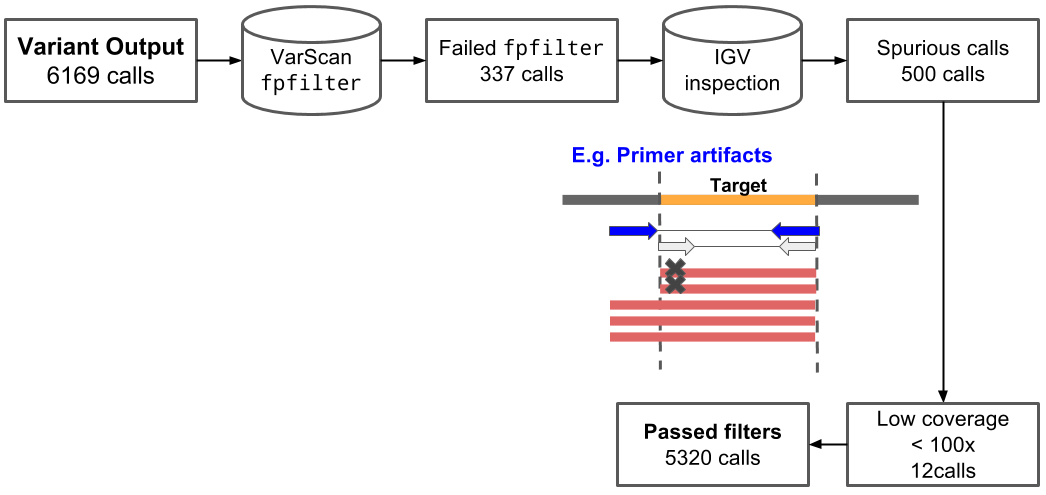 Variant Output
6169 calls
VarScan
fpfilter
Failed fpfilter
337 calls
IGV
inspection
Spurious calls
500 calls
E.g. Primer artifacts
Target
Low coverage
< 100x
12calls
Passed filters
5320 calls